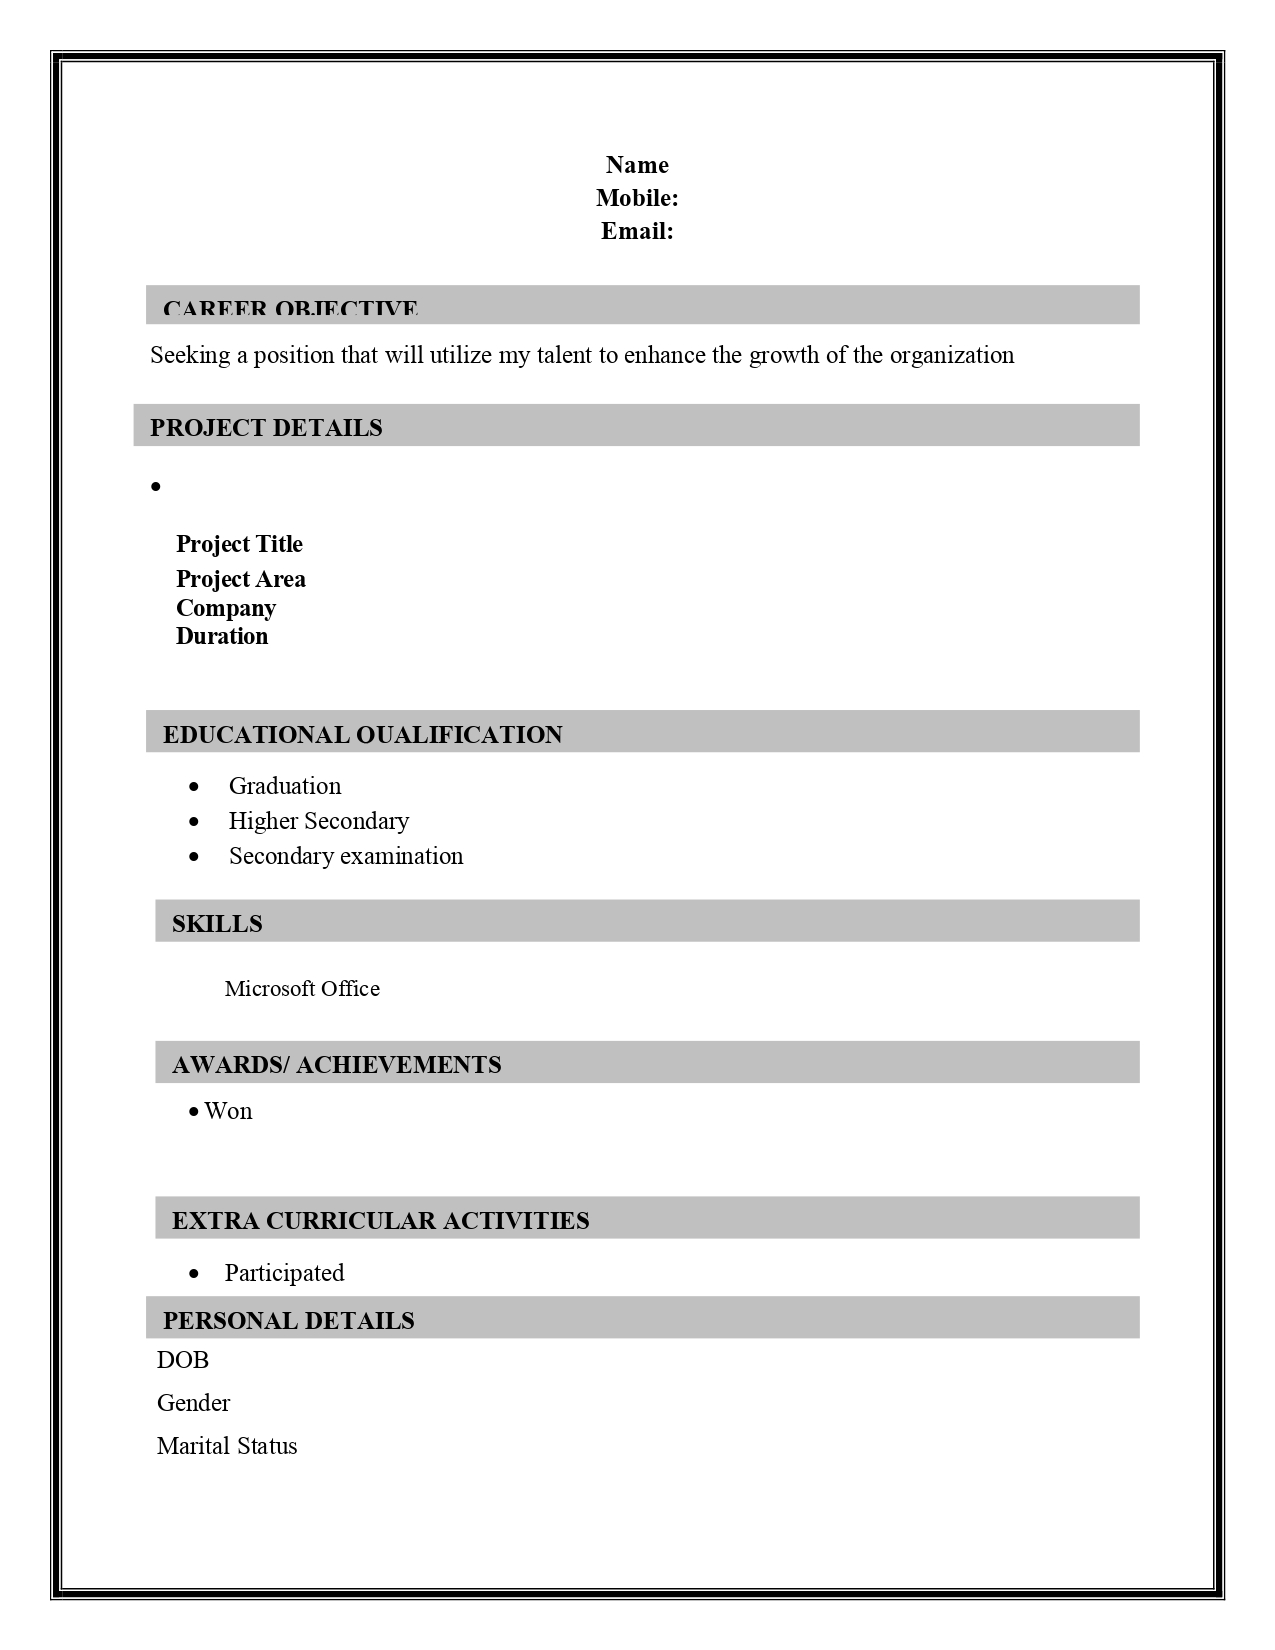 Name
Mobile:
Email:
CAREER OBJECTIVE
Seeking a position that will utilize my talent to enhance the growth of the organization
PROJECT DETAILS
•
Project Title
Project Area
Company
Duration
EDUCATIONAL QUALIFICATION
• Graduation
• Higher Secondary
• Secondary examination
SKILLS
Microsoft Office
AWARDS/ ACHIEVEMENTS
• Won
EXTRA CURRICULAR ACTIVITIES
• Participated
PERSONAL DETAILS
DOB
Gender
Marital Status